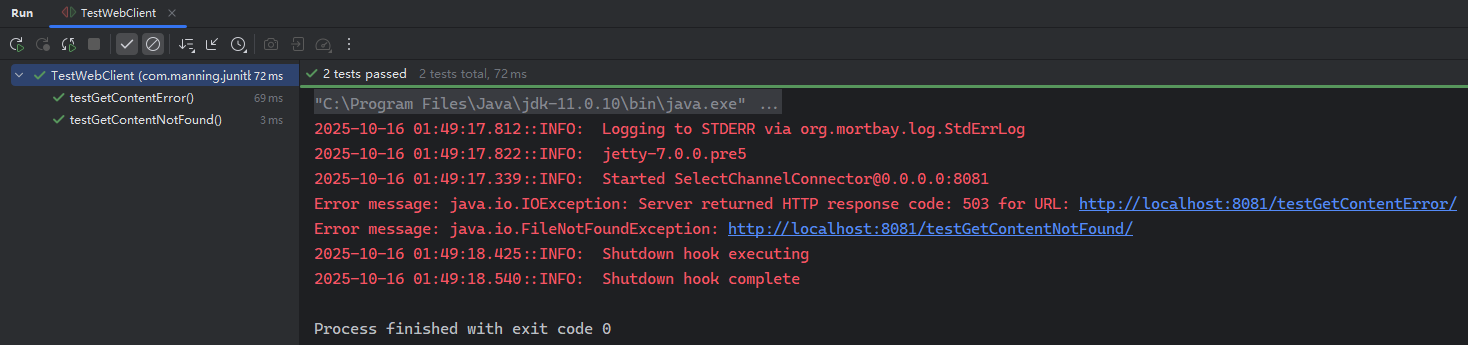 Run TestWebClient
2 tests passed 2 tests total, 72 ms
TestWebClient (com.manning.junitb 72 ms
testGetContentError() 69 ms
testGetContentNotFound() 3 ms
"C:\Program Files\Java\jdk-11.0.10\bin\java.exe" ...
2025-10-16 01:49:17.812::INFO:  Logging to STDERR via org.mortbay.log.StdErrLog
2025-10-16 01:49:17.822::INFO:  jetty-7.0.0.pre5
2025-10-16 01:49:17.339::INFO:  Started SelectChannelConnector@0.0.0.0:8081
Error message: java.io.IOException: Server returned HTTP response code: 503 for URL: http://localhost:8081/testGetContentError/
Error message: java.io.FileNotFoundException: http://localhost:8081/testGetContentNotFound/
2025-10-16 01:49:18.425::INFO:  Shutdown hook executing
2025-10-16 01:49:18.540::INFO:  Shutdown hook complete
Process finished with exit code 0